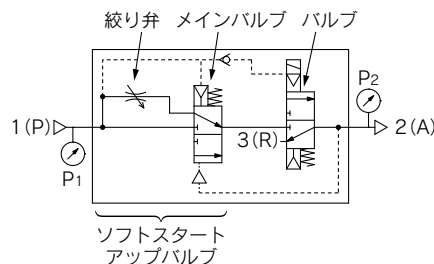 絞り弁 メインバルブ バルブ
P2
1(P)
3(R)
2(A)
P1
ソフトスタート
アップバルブ